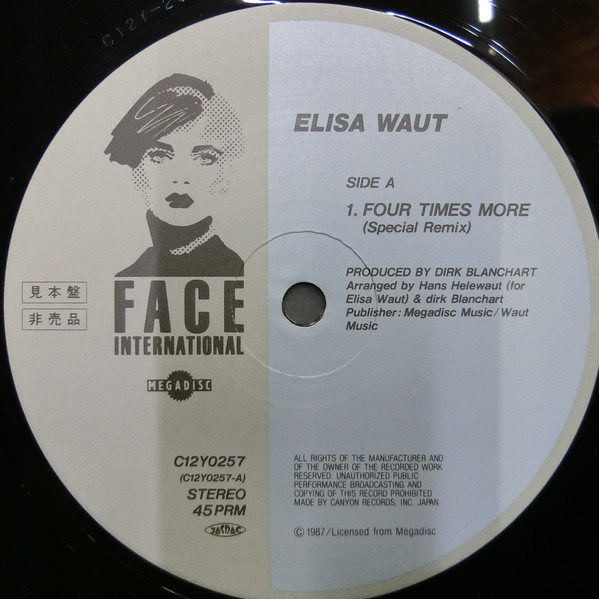 ELISA WAUT
SIDE A
1. FOUR TIMES MORE
(Special Remix)
PRODUCED BY DIRK BLANCHART
Arranged by Hans Helewaut (for
Elisa Waut) & dirk Blanchart
Publisher: Megadisc Music/Waut
Music
見本盤
非売品
FACE
INTERNATIONAL
MEGADISC
C12Y0257
(C12Y0257-A)
STEREO
45PRM
ALL RIGHTS OF THE MANUFACTURER AND
OF THE OWNER OF THE RECORDED WORK
RESERVED. UNAUTHORIZED PUBLIC
PERFORMANCE BROADCASTING AND
COPYING OF THIS RECORD PROHIBITED
MADE BY CANYON RECORDS, INC. JAPAN
©1987/Licensed from Megadisc